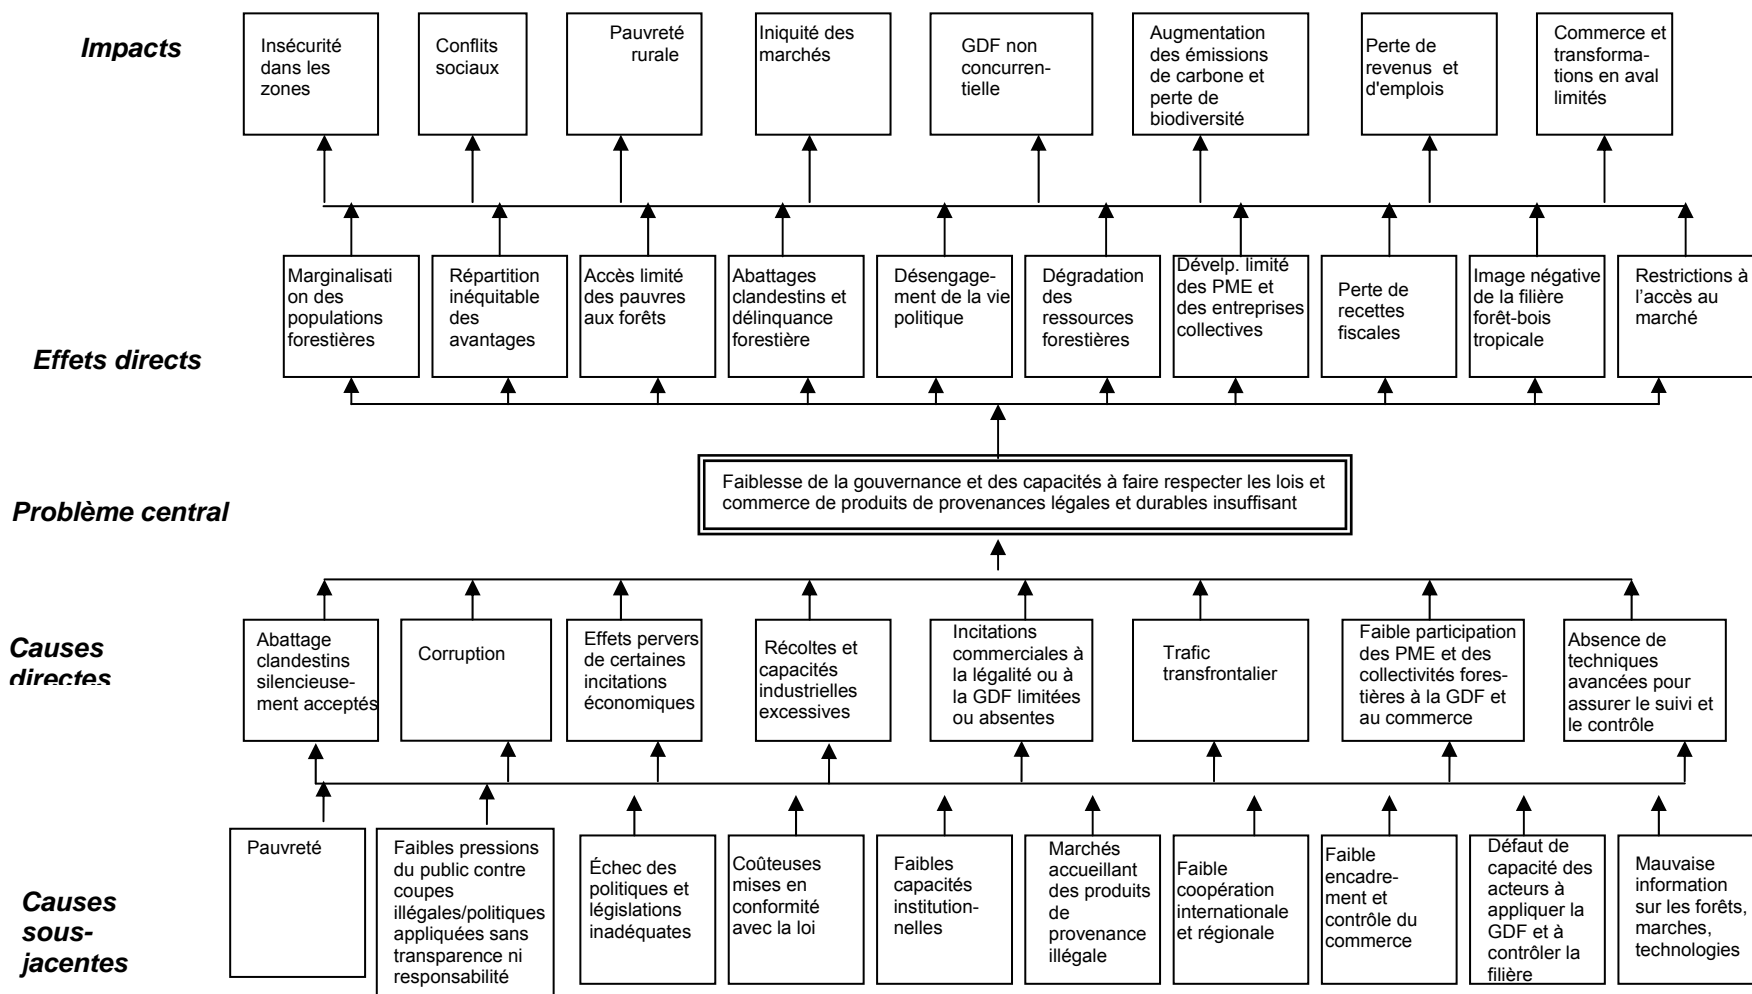 Impacts
Insécurité
dans les
zones
Conflits
sociaux
Pauvreté
rurale
Iniquité des
marchés
GDF non
concurren-
tielle
Augmentation
des émissions
de carbone et
perte de
biodiversité
Perte de
revenus et
d'emplois
Commerce et
transforma-
tions en aval
limités
Effets directs
Marginalisati
on des
populations
forestières
Répartition
inéquitable
des
avantages
Accès limité
des pauvres
aux forêts
Abattages
clandestins et
délinquance
forestière
Désengage-
ment de la vie
politique
Dégradation
des
ressources
forestières
Dévelp. limité
des PME et
des entreprises
collectives
Perte de
recettes
fiscales
Image négative
de la filière
forêt-bois
tropicale
Restrictions à
l’accès au
marché
Problème central
Faiblesse de la gouvernance et des capacités à faire respecter les lois et
commerce de produits de provenances légales et durables insuffisant
Causes
directes
Abattage
clandestins
silencieuse-
ment acceptés
Corruption
Effets pervers
de certaines
incitations
économiques
Récoltes et
capacités
industrielles
excessives
Incitations
commerciales à
la légalité ou à
la GDF limitées
ou absentes
Trafic
transfrontalier
Faible participation
des PME et des
collectivités fores-
tières à la GDF et
au commerce
Absence de
techniques
avancées pour
assurer le suivi et
le contrôle
Causes
sous-
jacentes
Pauvreté
Faibles pressions
du public contre
coupes
illégales/politiques
appliquées sans
transparence ni
responsabilité
Échec des
politiques et
législations
inadéquates
Coûteuses
mises en
conformité
avec la loi
Faibles
capacités
institution-
nelles
Marchés
accueillant
des produits
de
provenance
illégale
Faible
coopération
internationale
et régionale
Faible
encadre-
ment et
contrôle du
commerce
Défaut de
capacité des
acteurs à
appliquer la
GDF et à
contrôler la
filière
Mauvaise
information
sur les forêts,
marches,
technologies